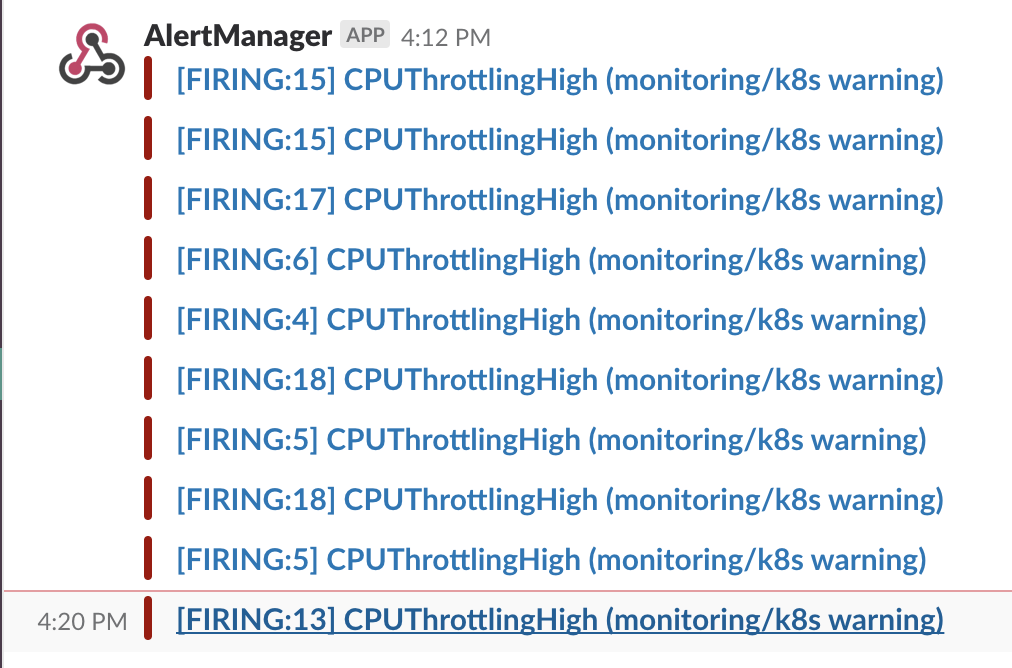 AlertManager APP 4:12 PM
[FIRING:15] CPUThrottlingHigh (monitoring/k8s warning)
[FIRING:15] CPUThrottlingHigh (monitoring/k8s warning)
[FIRING:17] CPUThrottlingHigh (monitoring/k8s warning)
[FIRING:6] CPUThrottlingHigh (monitoring/k8s warning)
[FIRING:4] CPUThrottlingHigh (monitoring/k8s warning)
[FIRING:18] CPUThrottlingHigh (monitoring/k8s warning)
[FIRING:5] CPUThrottlingHigh (monitoring/k8s warning)
[FIRING:18] CPUThrottlingHigh (monitoring/k8s warning)
[FIRING:5] CPUThrottlingHigh (monitoring/k8s warning)
4:20 PM [FIRING:13] CPUThrottlingHigh (monitoring/k8s warning)